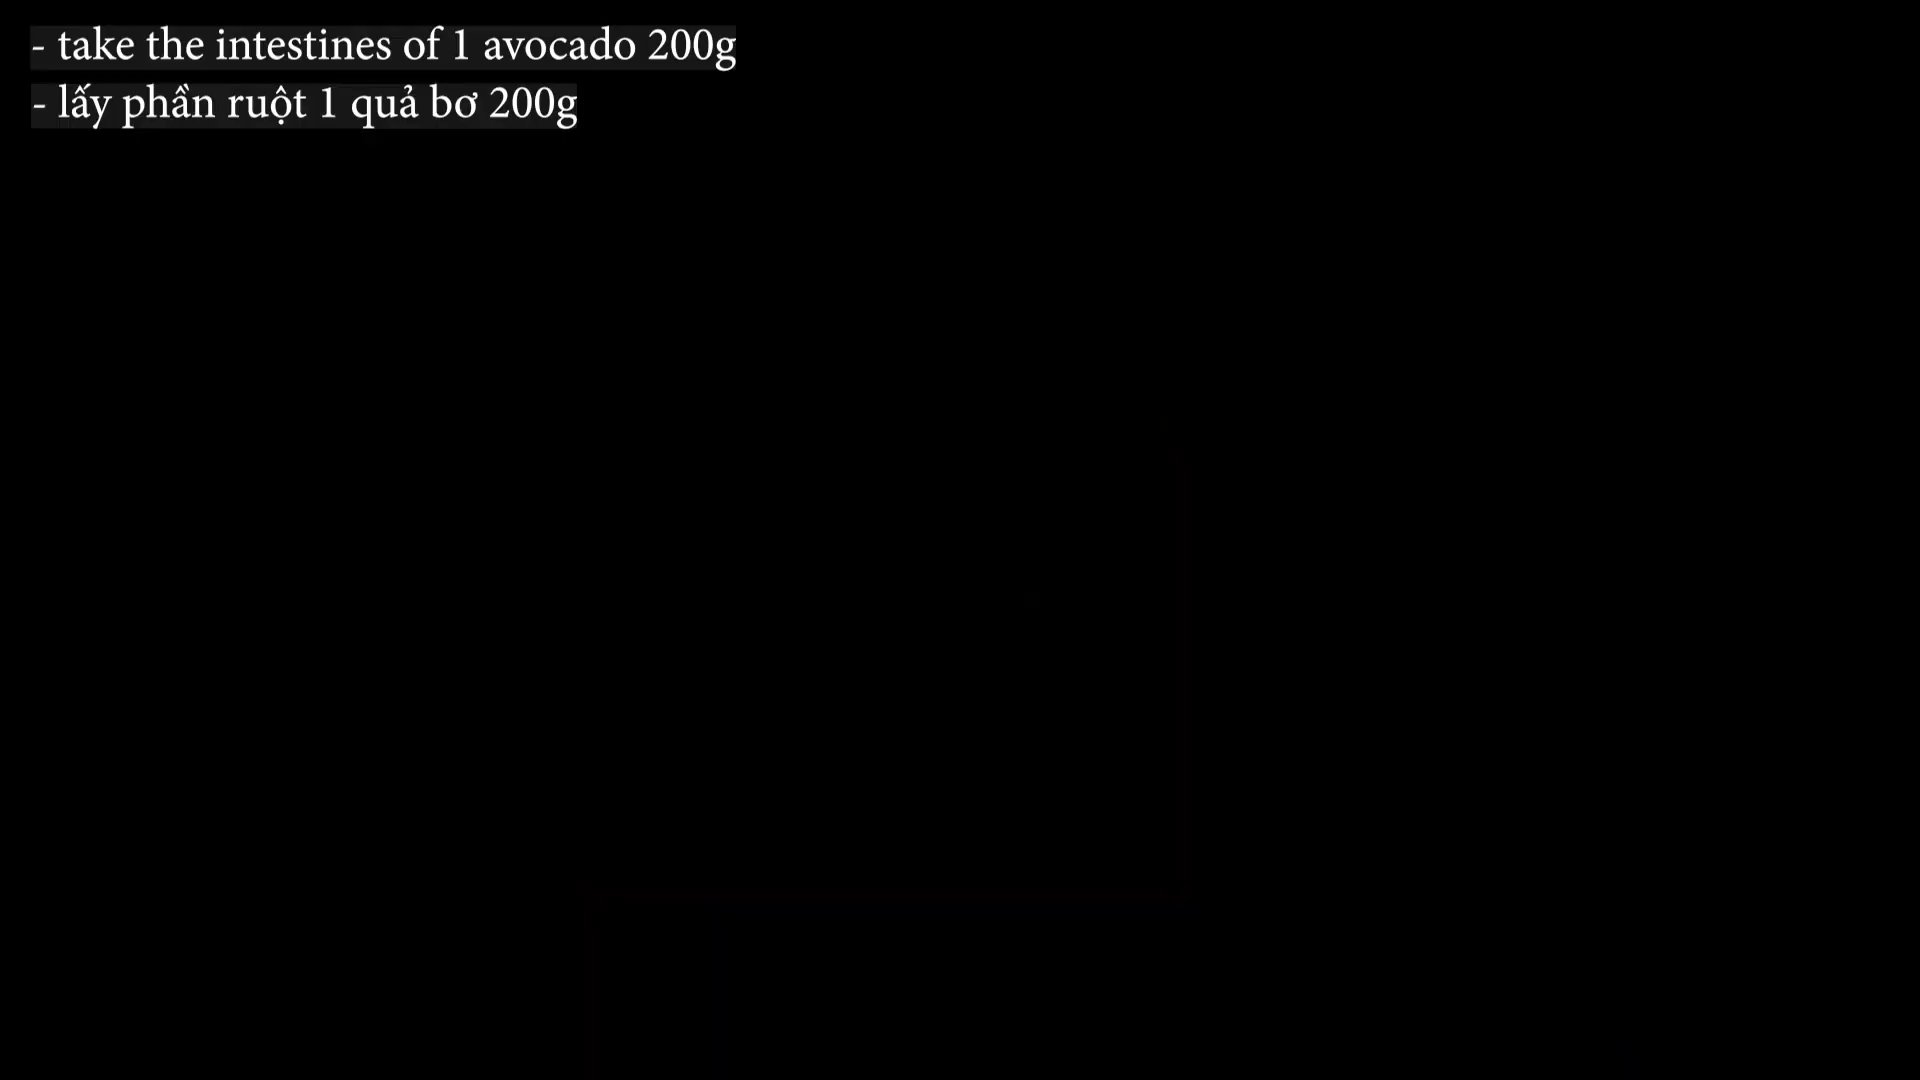 - take the intestines of 1 avocado 200g
- lấy phần ruột 1 quả bơ 200g